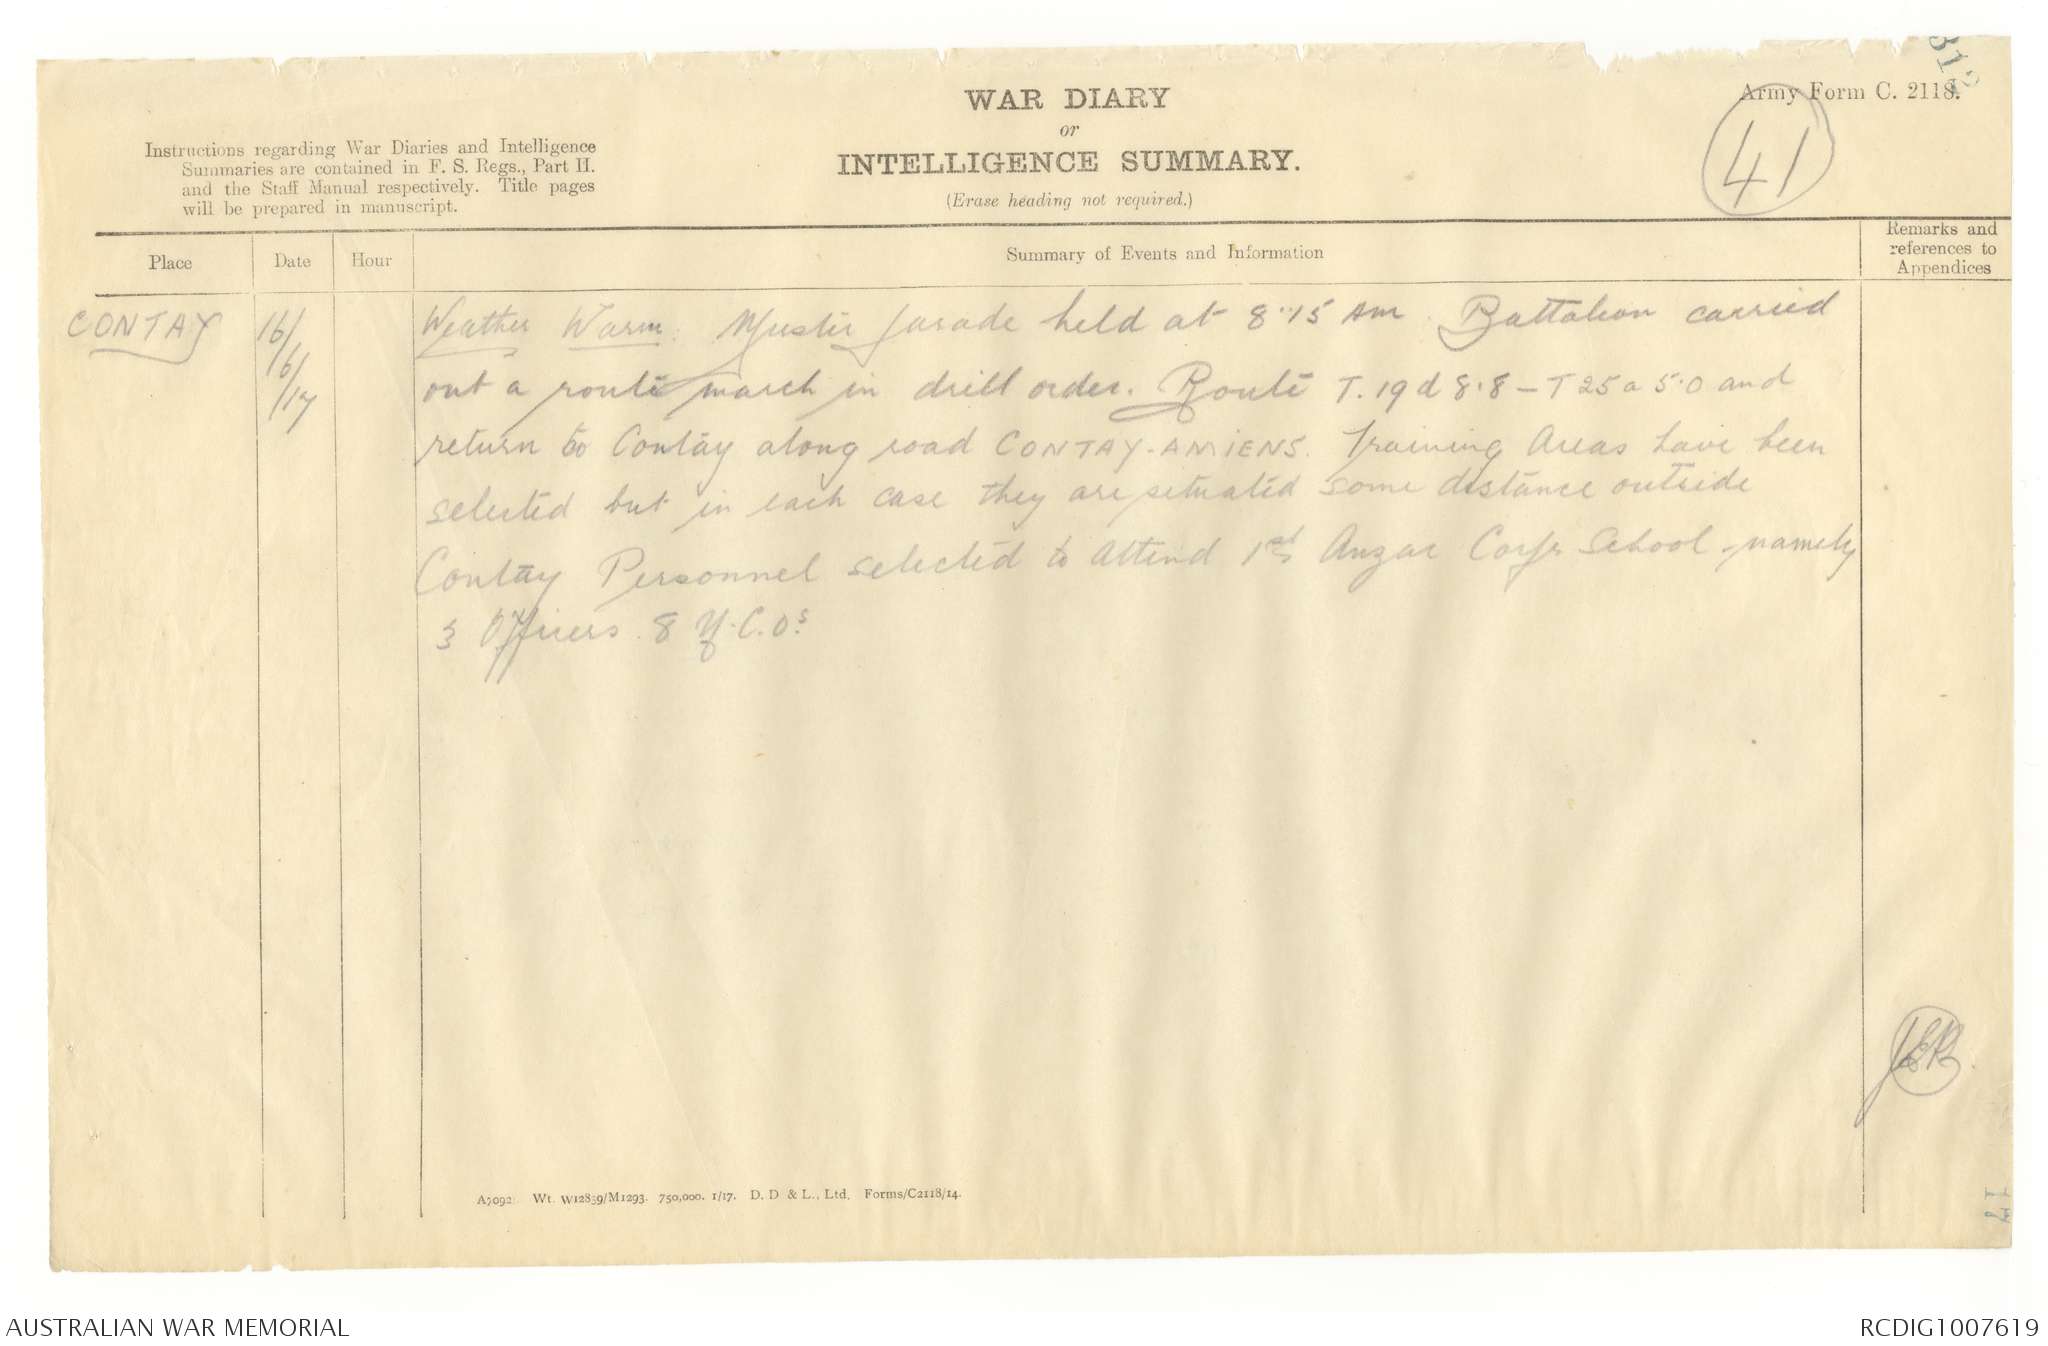 WAR DIARY
or
INTELLIGENCE SUMMARY.
(Erase heading not required.)
Army Form C. 2118.
41
Instructions regarding War Diaries and Intelligence
Summaries are contained in F. S. Regs., Part II.
and the Staff Manual respectively. Title pages
will be prepared in manuscript.
Place
Date
Hour
Summary of Events and Information
Remarks and
references to
Appendices
CONTAY
16/
/6/
/17
Weather Warm. Muster parade held at 8.15 AM. Battalion carried
out a route march in drill order. Route T.19d 8.8 – T25a 5.0 and
return to Contay along road CONTAY-AMIENS. Training Areas have been
selected but in each case they are situated some distance outside
Contay Personnel selected to attend 1st Anzac Corps School - namely
3 Officers. 8 N.C.Os.
A7092. Wt. W12859/M1293. 750,000. 1/17. D. D & L., Ltd. Forms/C2118/14.
AUSTRALIAN WAR MEMORIAL
RCDIG1007619